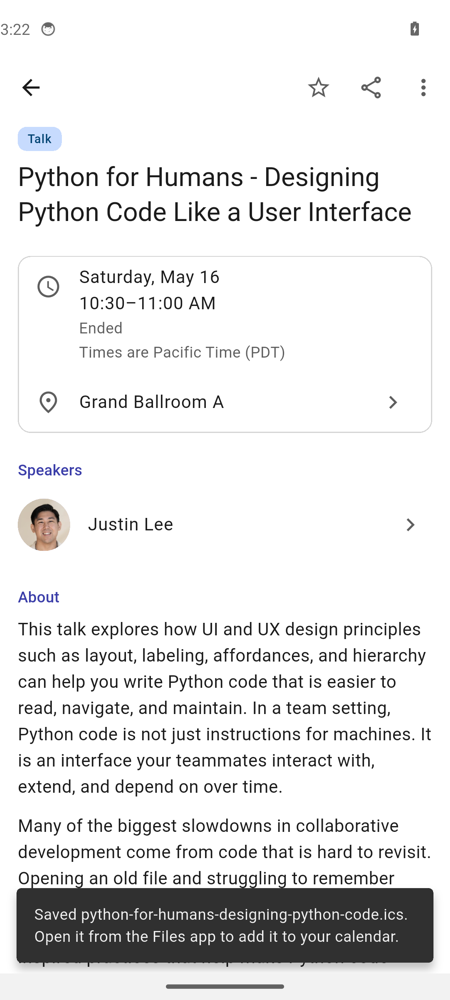 3:22
Talk
Python for Humans - Designing
Python Code Like a User Interface
Saturday, May 16
10:30–11:00 AM
Ended
Times are Pacific Time (PDT)
Grand Ballroom A
Speakers
Justin Lee
About
This talk explores how UI and UX design principles
such as layout, labeling, affordances, and hierarchy
can help you write Python code that is easier to
read, navigate, and maintain. In a team setting,
Python code is not just instructions for machines. It
is an interface your teammates interact with,
extend, and depend on over time.
Many of the biggest slowdowns in collaborative
development come from code that is hard to revisit.
Opening an old file and struggling to remember
Saved python-for-humans-designing-python-code.ics.
Open it from the Files app to add it to your calendar.